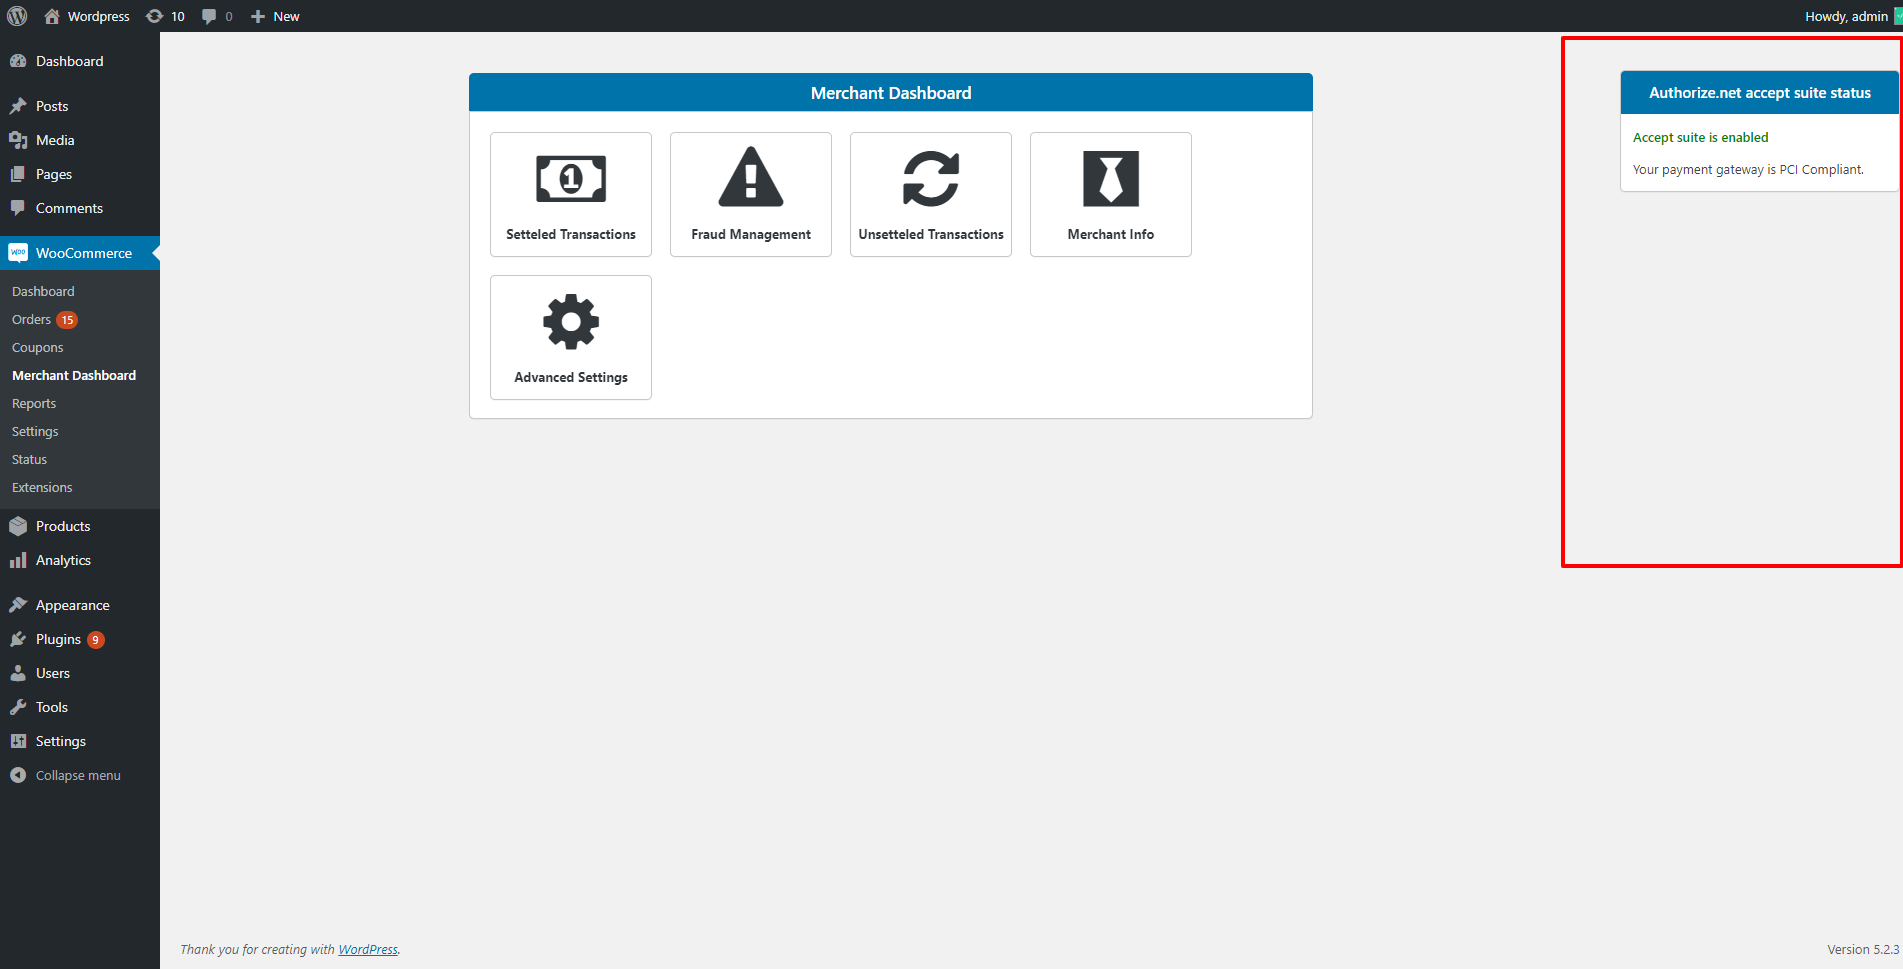 Wordpress 10 0 New Howdy, admin
Dashboard
Posts
Media
Pages
Comments
WooCommerce
Dashboard
Orders 15
Coupons
Merchant Dashboard
Reports
Settings
Status
Extensions
Products
Analytics
Appearance
Plugins 9
Users
Tools
Settings
Collapse menu
Merchant Dashboard
Setteled Transactions
Fraud Management
Unsetteled Transactions
Merchant Info
Advanced Settings
Authorize.net accept suite status
Accept suite is enabled
Your payment gateway is PCI Compliant.
Thank you for creating with WordPress.
Version 5.2.3